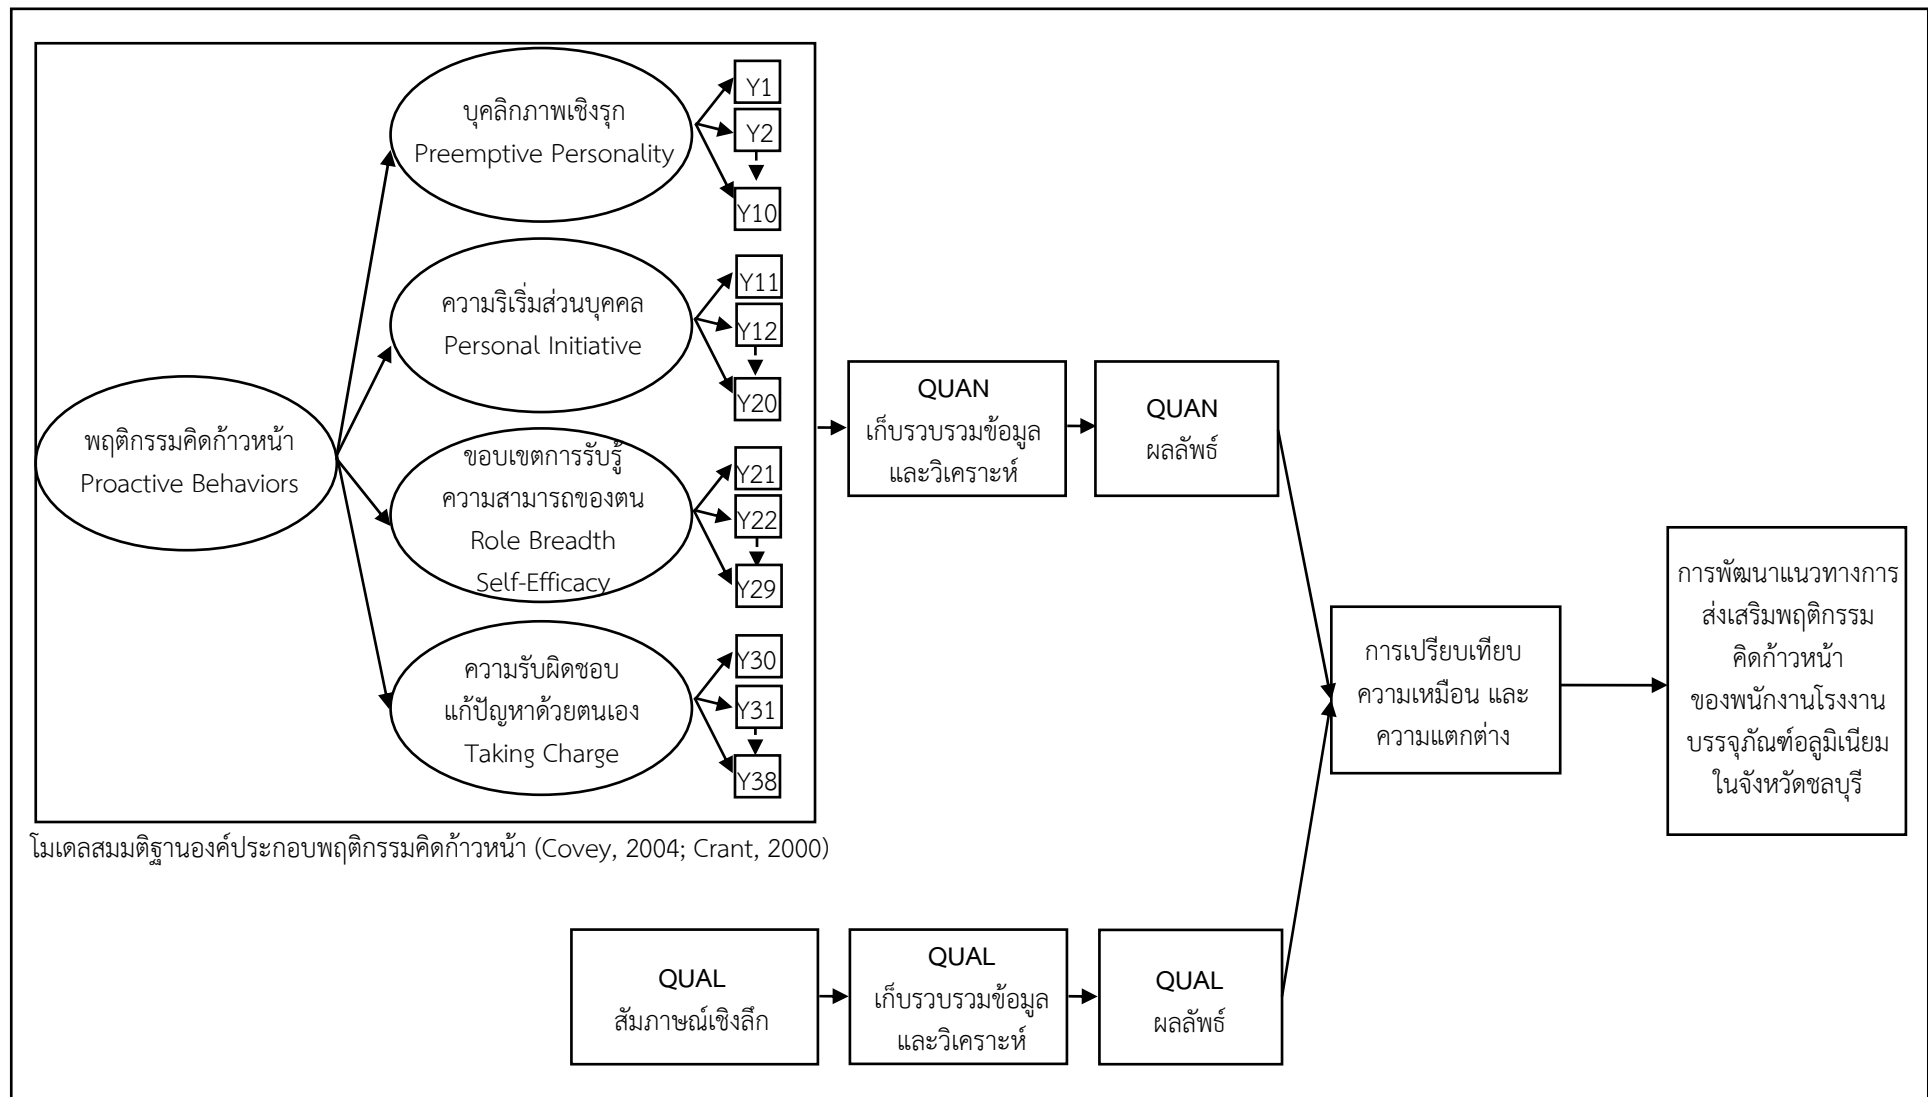 พฤติกรรมคิดก้าวหน้า
Proactive Behaviors
บุคลิกภาพเชิงรุก
Preemptive Personality
Y1
Y2
Y10
ความริเริ่มส่วนบุคคล
Personal Initiative
Y11
Y12
Y20
ขอบเขตการรับรู้
ความสามารถของตน
Role Breadth
Self-Efficacy
Y21
Y22
Y29
ความรับผิดชอบ
แก้ปัญหาด้วยตนเอง
Taking Charge
Y30
Y31
Y38
โมเดลสมมติฐานองค์ประกอบพฤติกรรมคิดก้าวหน้า (Covey, 2004; Crant, 2000)
QUAN
เก็บรวบรวมข้อมูล
และวิเคราะห์
QUAN
ผลลัพธ์
QUAL
สัมภาษณ์เชิงลึก
QUAL
เก็บรวบรวมข้อมูล
และวิเคราะห์
QUAL
ผลลัพธ์
การเปรียบเทียบ
ความเหมือน และ
ความแตกต่าง
การพัฒนาแนวทางการ
ส่งเสริมพฤติกรรม
คิดก้าวหน้า
ของพนักงานโรงงาน
บรรจุภัณฑ์อลูมิเนียม
ในจังหวัดชลบุรี